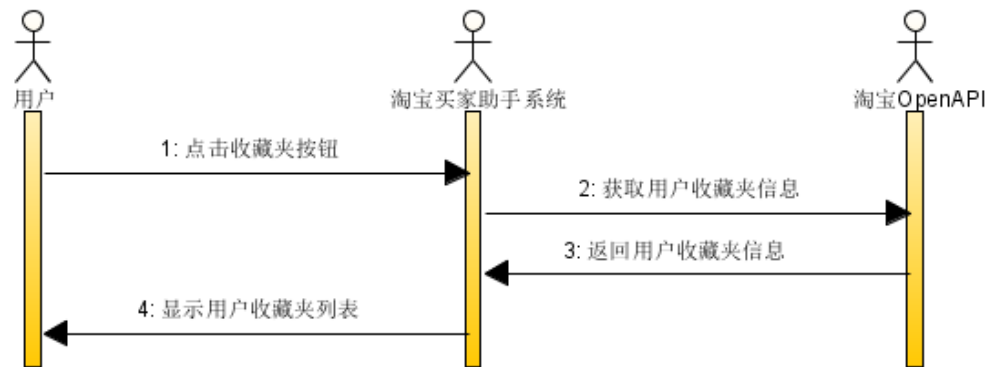 用户
淘宝买家助手系统
淘宝OpenAPI
1: 点击收藏夹按钮
2: 获取用户收藏夹信息
3: 返回用户收藏夹信息
4: 显示用户收藏夹列表